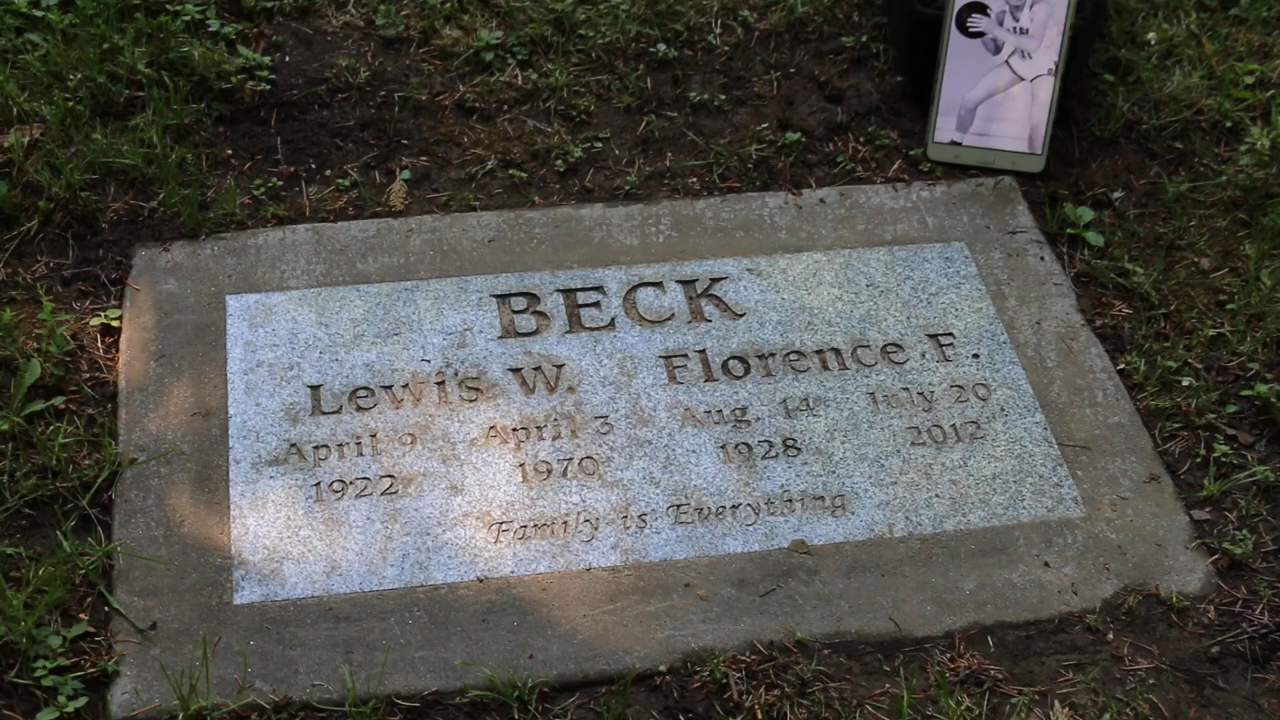 BECK
Lewis W. Florence F.
April 9 April 3 Aug. 14 July 20
1922 1970 1928 2012
Family is Everything